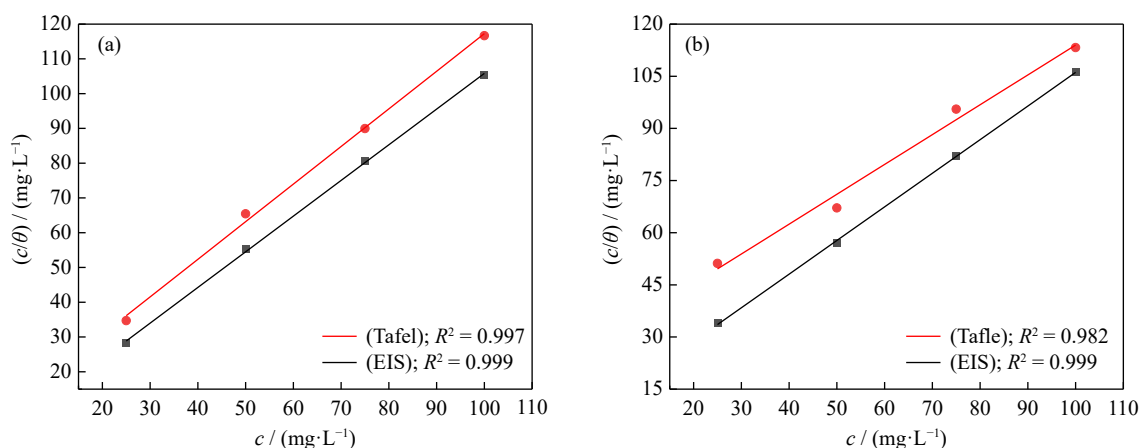 (a)
120
110
100
90
80
70
60
50
40
30
20
(c/θ) / (mg·L⁻¹)
(Tafel); R² = 0.997
(EIS); R² = 0.999
20 30 40 50 60 70 80 90 100 110
c / (mg·L⁻¹)
(b)
120
105
90
75
60
45
30
15
(c/θ) / (mg·L⁻¹)
(Tafle); R² = 0.982
(EIS); R² = 0.999
20 30 40 50 60 70 80 90 100 110
c / (mg·L⁻¹)